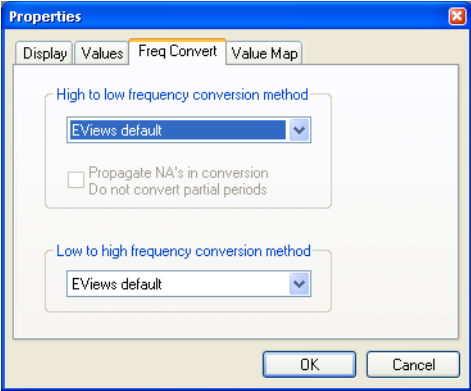 Properties
Display Values Freq Convert Value Map
High to low frequency conversion method
EViews default
Propagate NA's in conversion
Do not convert partial periods
Low to high frequency conversion method
EViews default
OK Cancel